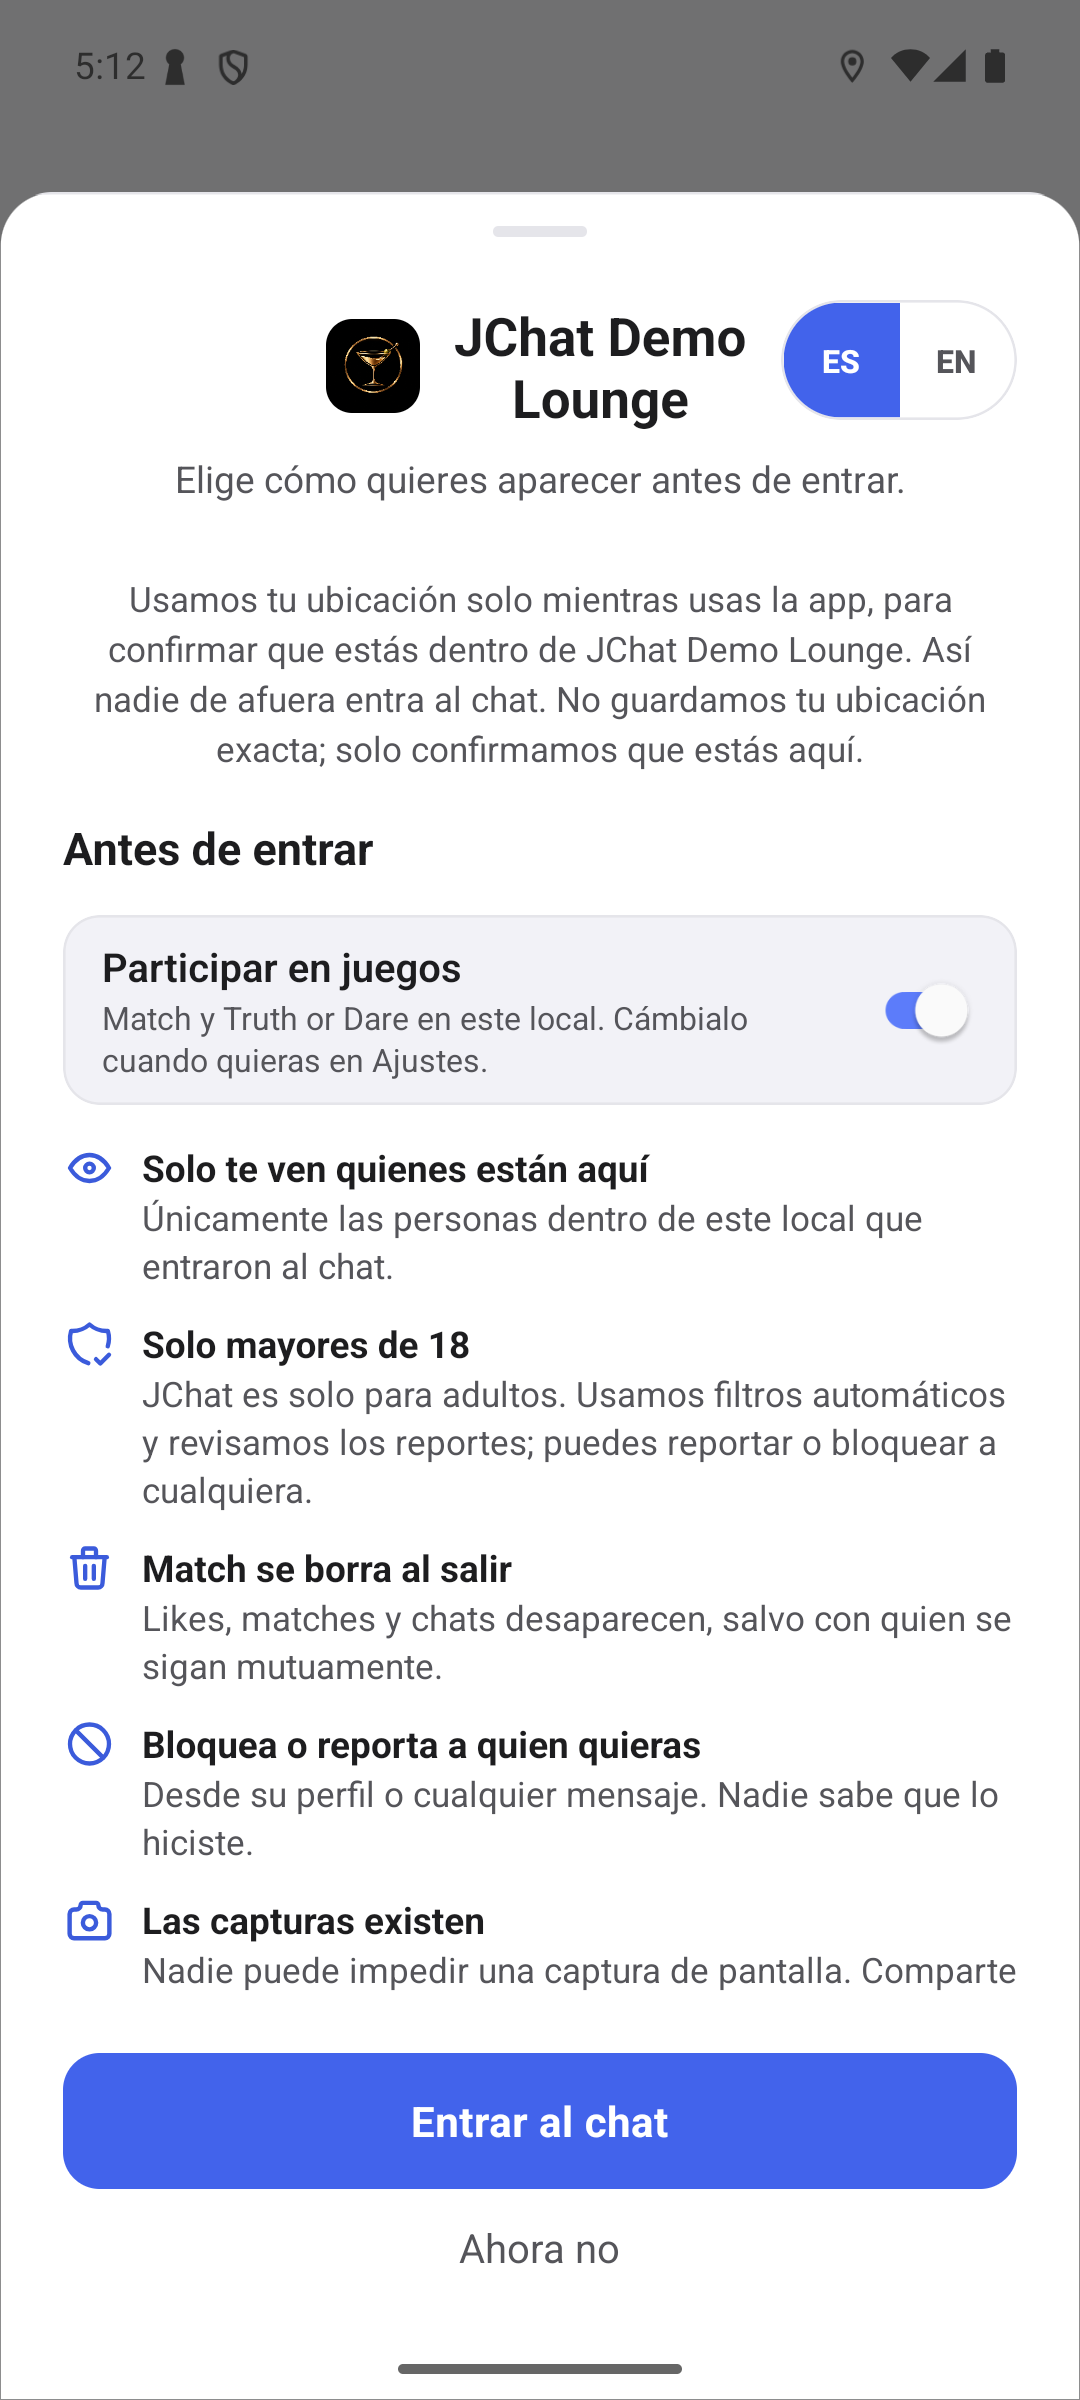 5:12
JChat Demo
Lounge
ES
EN
Elige cómo quieres aparecer antes de entrar.
Usamos tu ubicación solo mientras usas la app, para
confirmar que estás dentro de JChat Demo Lounge. Así
nadie de afuera entra al chat. No guardamos tu ubicación
exacta; solo confirmamos que estás aquí.
Antes de entrar
Participar en juegos
Match y Truth or Dare en este local. Cámbialo
cuando quieras en Ajustes.
Solo te ven quienes están aquí
Únicamente las personas dentro de este local que
entraron al chat.
Solo mayores de 18
JChat es solo para adultos. Usamos filtros automáticos
y revisamos los reportes; puedes reportar o bloquear a
cualquiera.
Match se borra al salir
Likes, matches y chats desaparecen, salvo con quien se
sigan mutuamente.
Bloquea o reporta a quien quieras
Desde su perfil o cualquier mensaje. Nadie sabe que lo
hiciste.
Las capturas existen
Nadie puede impedir una captura de pantalla. Comparte
Entrar al chat
Ahora no